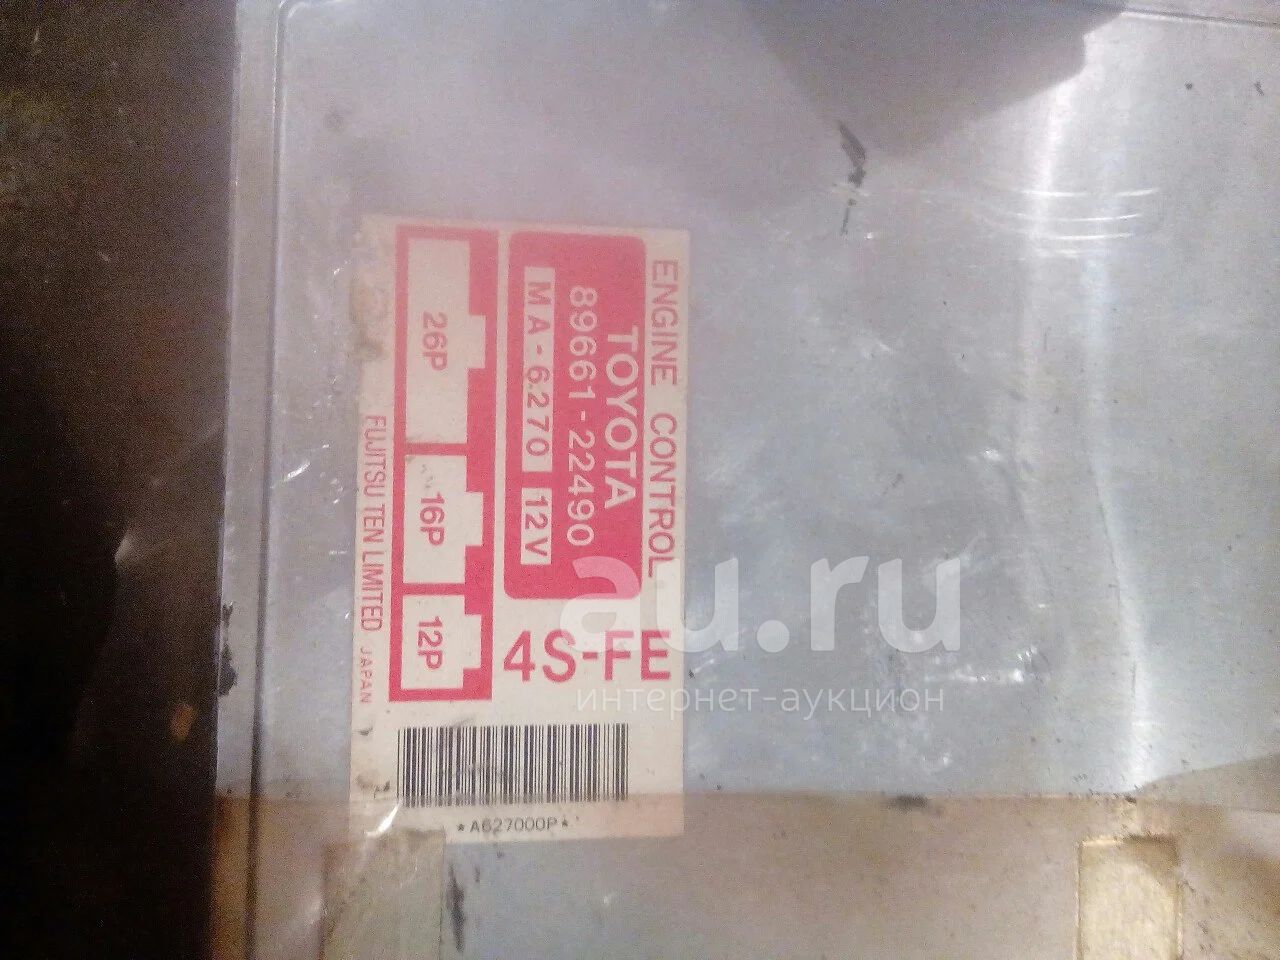 ENGINE CONTROL
TOYOTA
89661-22490
MA-6270 12V
4S-FE
26P 16P 12P
FUJITSU TEN LIMITED JAPAN
*A627000P*
au.ru
интернет-аукцион